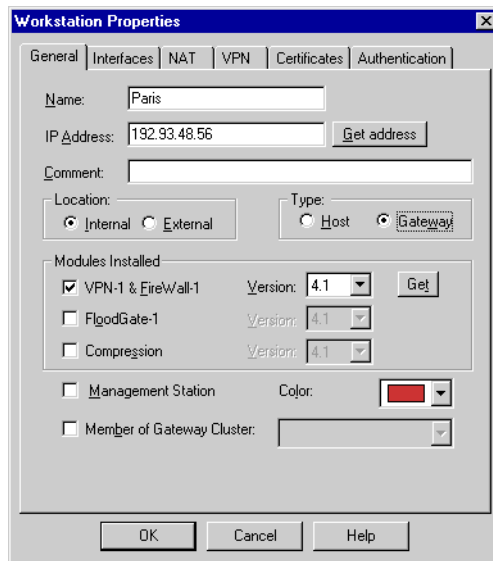 Workstation Properties
General Interfaces NAT VPN Certificates Authentication
Name: Paris
IP Address: 192.93.48.56 Get address
Comment:
Location: Type:
Internal External Host Gateway
Modules Installed
VPN-1 & FireWall-1 Version: 4.1 Get
FloodGate-1 Version: 4.1
Compression Version: 4.1
Management Station Color:
Member of Gateway Cluster:
OK Cancel Help